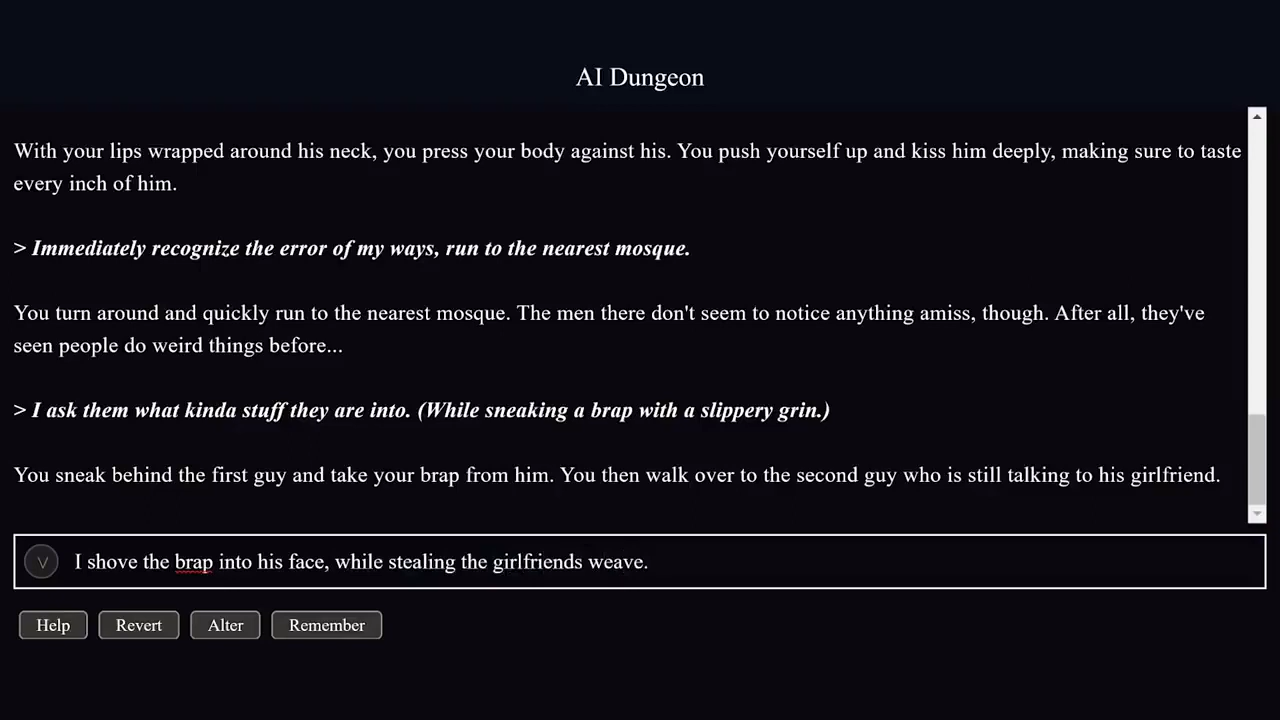 AI Dungeon
With your lips wrapped around his neck, you press your body against his. You push yourself up and kiss him deeply, making sure to taste
every inch of him.
> Immediately recognize the error of my ways, run to the nearest mosque.
You turn around and quickly run to the nearest mosque. The men there don't seem to notice anything amiss, though. After all, they've
seen people do weird things before...
> I ask them what kinda stuff they are into. (While sneaking a brap with a slippery grin.)
You sneak behind the first guy and take your brap from him. You then walk over to the second guy who is still talking to his girlfriend.
V I shove the brap into his face, while stealing the girlfriends weave.
Help Revert Alter Remember